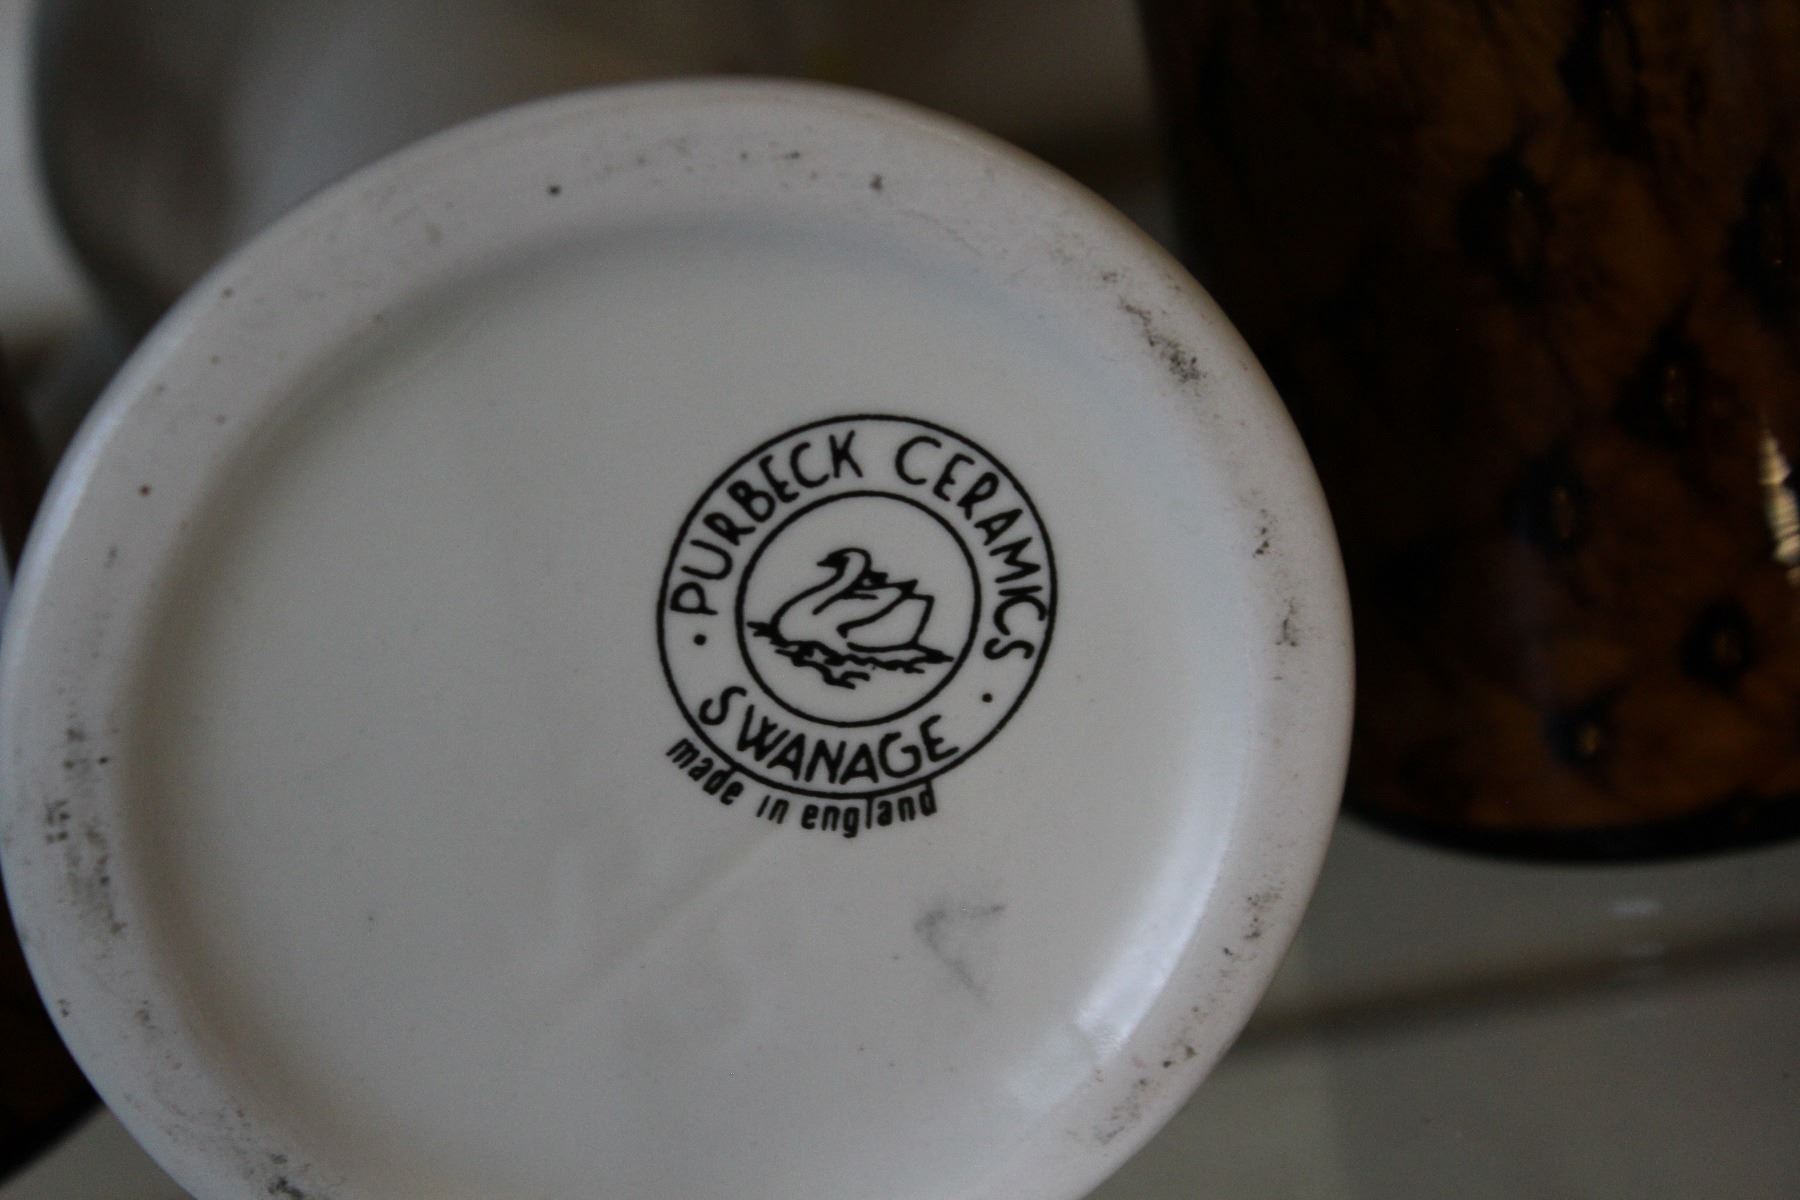 PURBECK CERAMICS
· SWANAGE ·
made in england